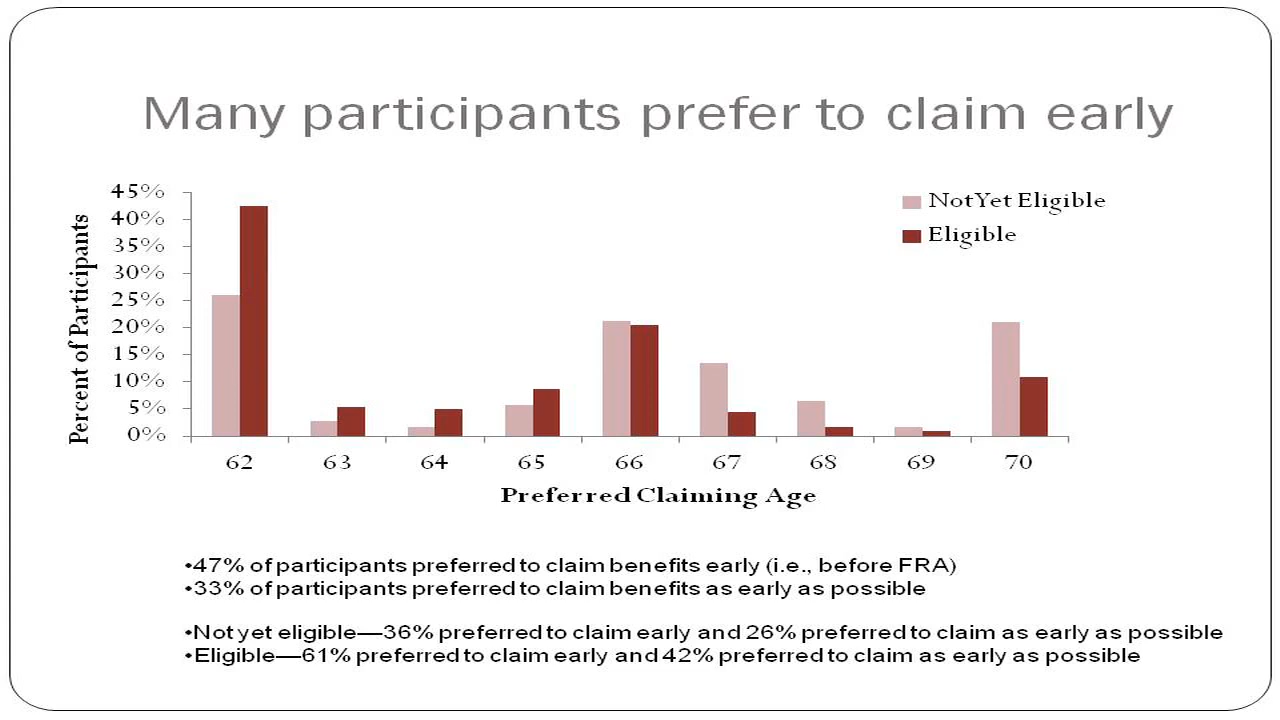 Many participants prefer to claim early
45%
40%
35%
30%
25%
20%
15%
10%
5%
0%
Percent of Participants
Not Yet Eligible
Eligible
62 63 64 65 66 67 68 69 70
Preferred Claiming Age
•47% of participants preferred to claim benefits early (i.e., before FRA)
•33% of participants preferred to claim benefits as early as possible
•Not yet eligible—36% preferred to claim early and 26% preferred to claim as early as possible
•Eligible—61% preferred to claim early and 42% preferred to claim as early as possible